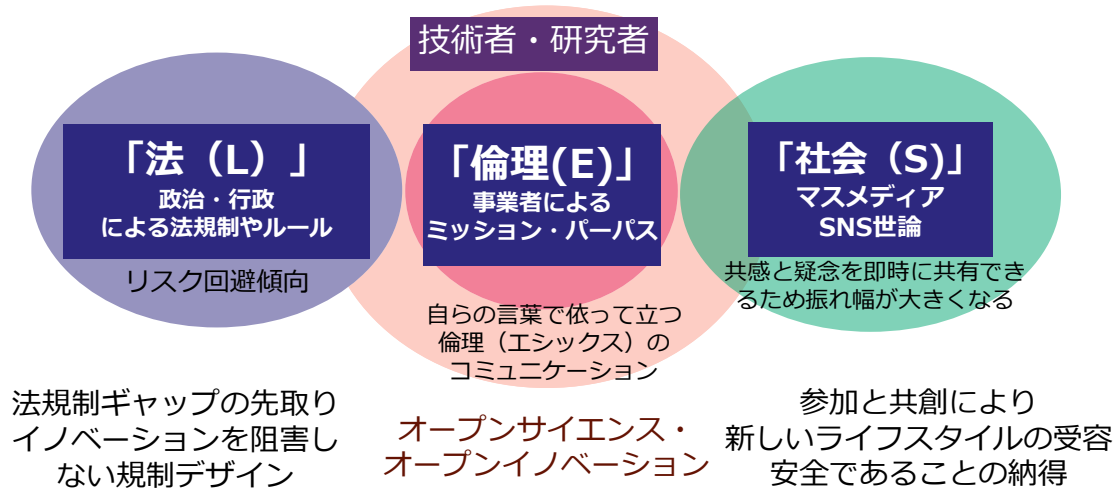 技術者・研究者
「法（L）」
政治・行政
による法規制やルール
リスク回避傾向
「倫理(E)」
事業者による
ミッション・パーパス
自らの言葉で依って立つ
倫理（エシックス）の
コミュニケーション
「社会（S)」
マスメディア
SNS世論
共感と疑念を即時に共有でき
るため振れ幅が大きくなる
法規制ギャップの先取り
イノベーションを阻害し
ない規制デザイン
オープンサイエンス・
オープンイノベーション
参加と共創により
新しいライフスタイルの受容
安全であることの納得